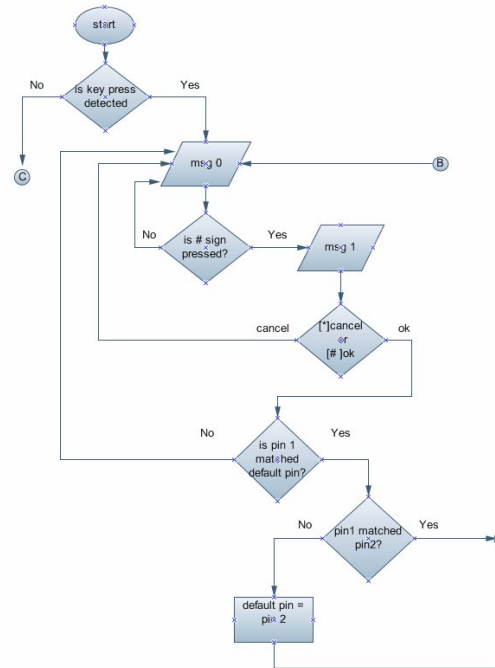 start
No
is key press
detected
Yes
C
msg 0
B
No
is # sign
pressed?
Yes
msg 1
cancel
[*]cancel
or
[# ]ok
ok
No
is pin 1
matched
default pin?
Yes
No
pin1 matched
pin2?
Yes
default pin =
pin 2